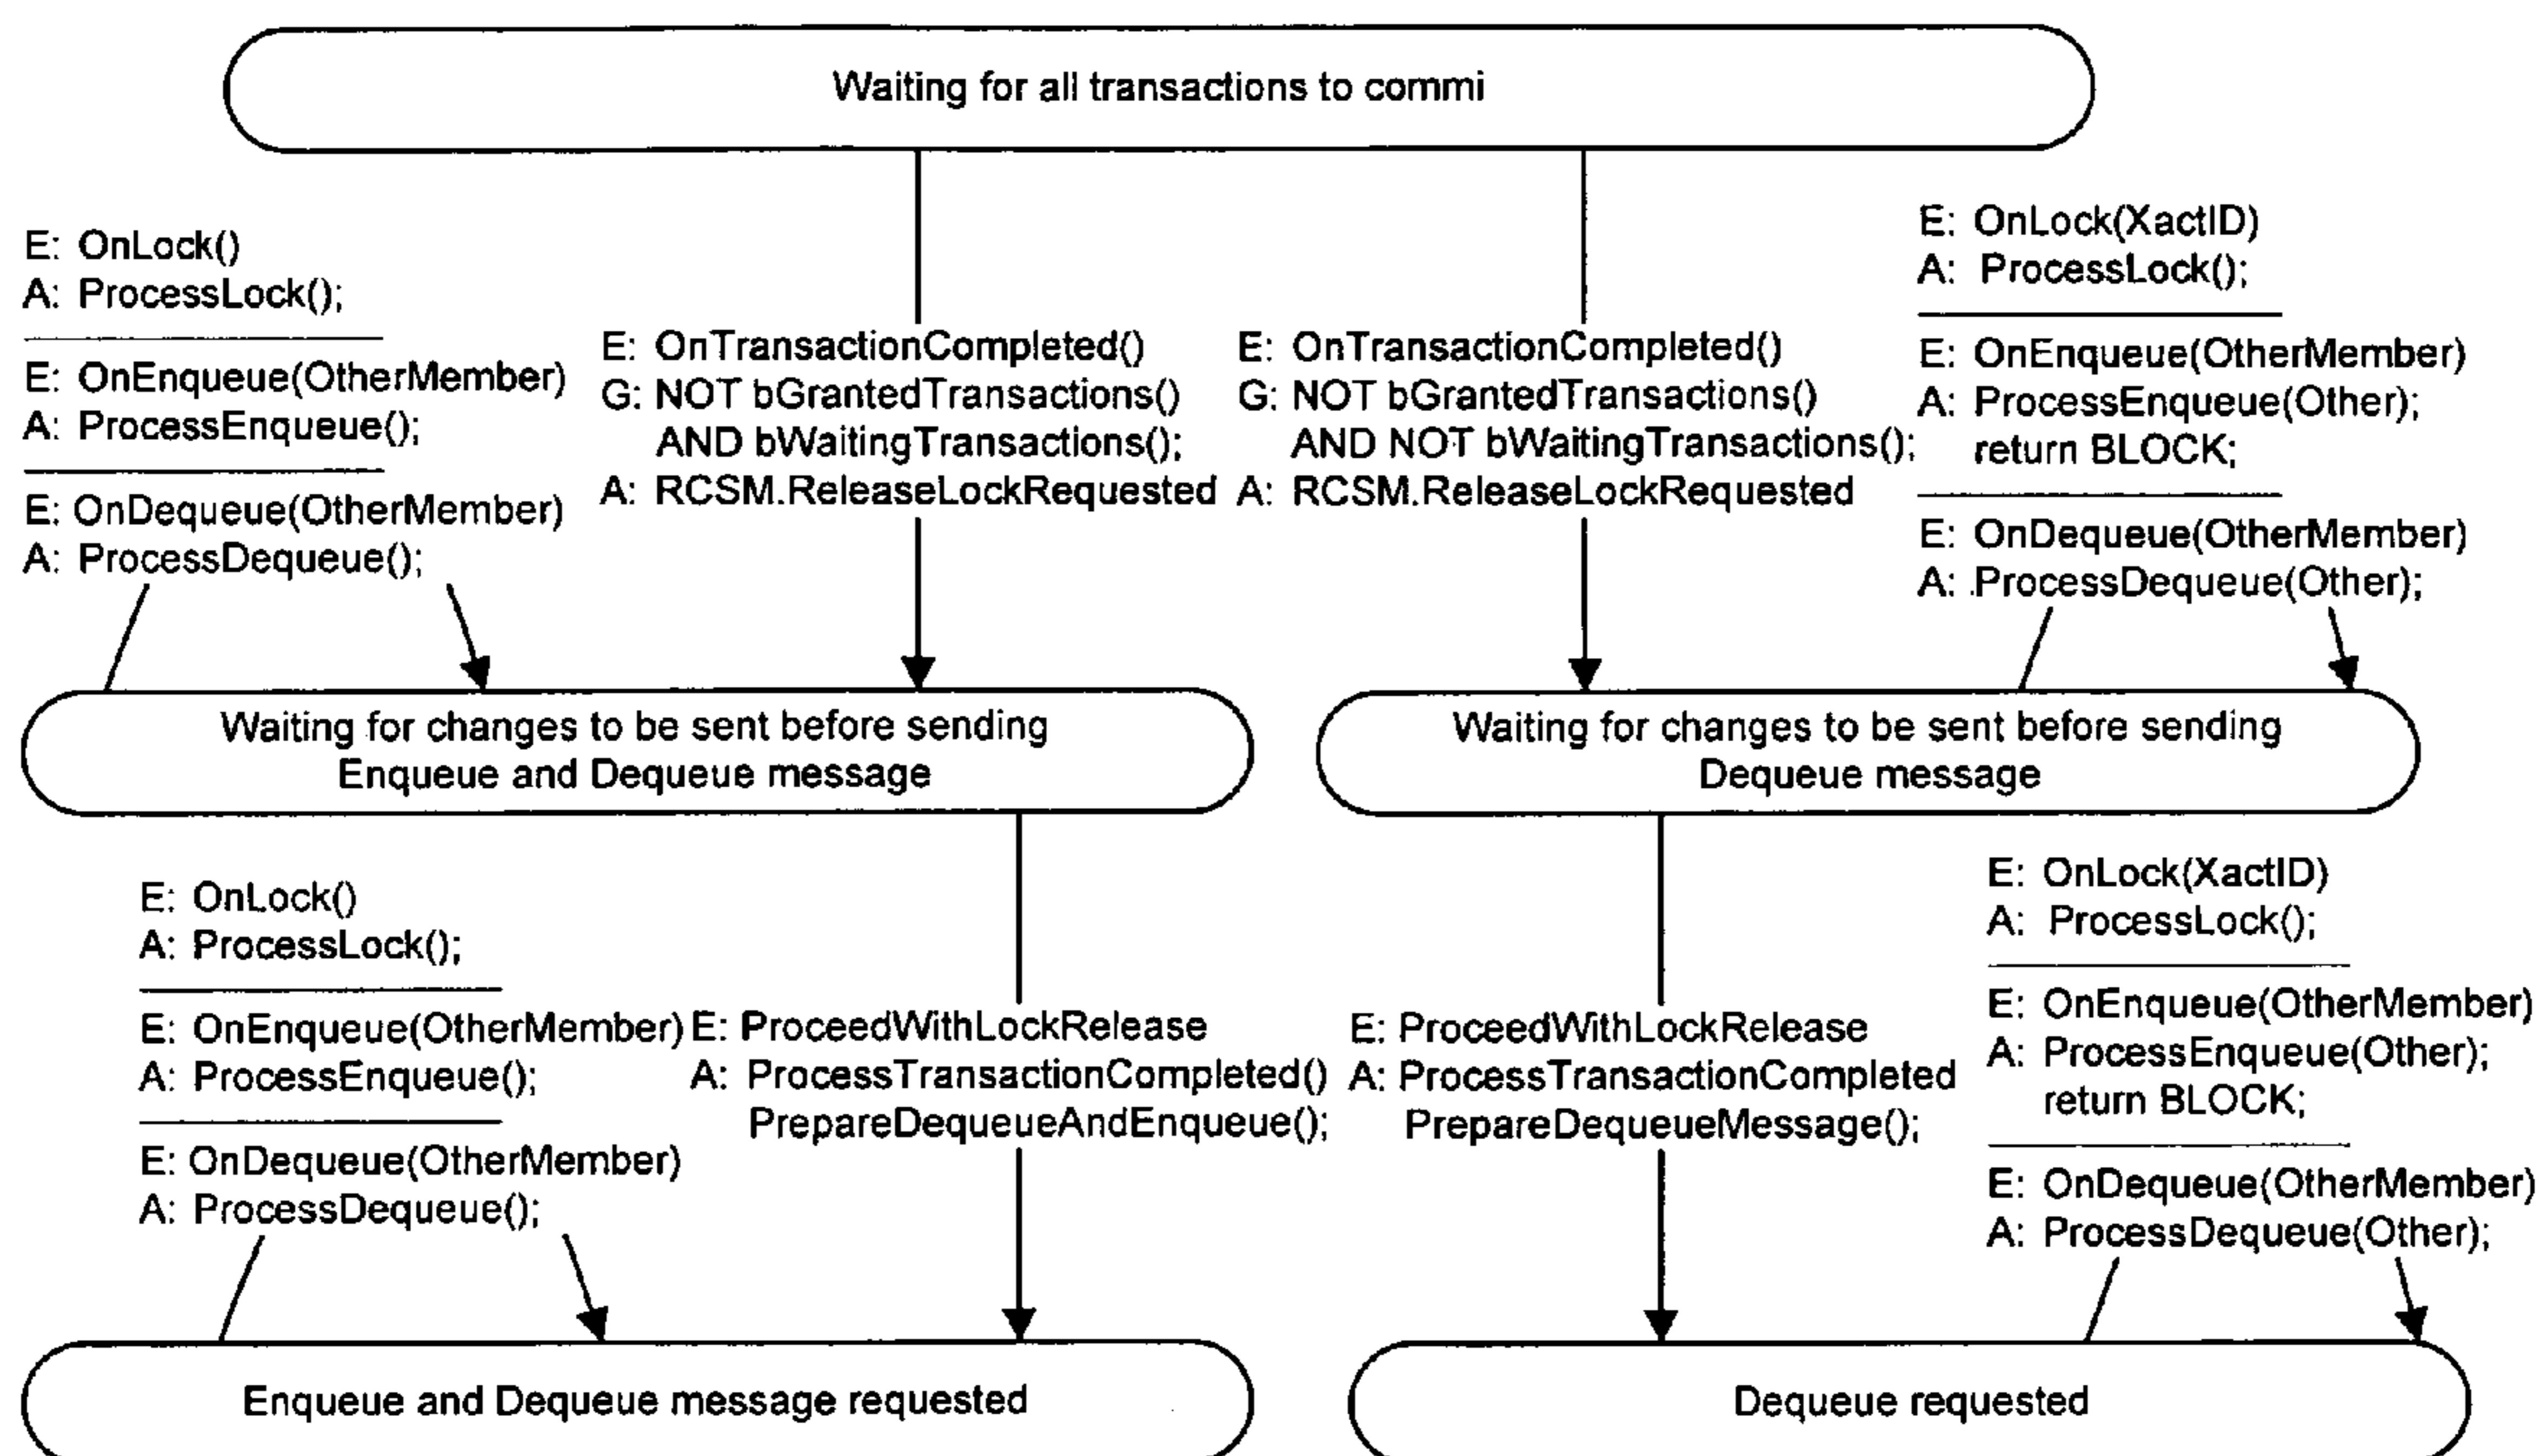 Waiting for all transactions to commi
E: OnLock()
A: ProcessLock();
E: OnEnqueue(OtherMember)
A: ProcessEnqueue();
E: OnDequeue(OtherMember)
A: ProcessDequeue();
E: OnTransactionCompleted()
G: NOT bGrantedTransactions()
AND bWaitingTransactions();
A: RCSM.ReleaseLockRequested
E: OnTransactionCompleted()
G: NOT bGrantedTransactions()
AND NOT bWaitingTransactions();
A: RCSM.ReleaseLockRequested
E: OnLock(XactID)
A: ProcessLock();
E: OnEnqueue(OtherMember)
A: ProcessEnqueue(Other);
return BLOCK;
E: OnDequeue(OtherMember)
A: ProcessDequeue(Other);
Waiting for changes to be sent before sending
Enqueue and Dequeue message
Waiting for changes to be sent before sending
Dequeue message
E: OnLock()
A: ProcessLock();
E: OnEnqueue(OtherMember)
A: ProcessEnqueue();
E: OnDequeue(OtherMember)
A: ProcessDequeue();
E: ProceedWithLockRelease
A: ProcessTransactionCompleted()
PrepareDequeueAndEnqueue();
E: ProceedWithLockRelease
A: ProcessTransactionCompleted
PrepareDequeueMessage();
E: OnLock(XactID)
A: ProcessLock();
E: OnEnqueue(OtherMember)
A: ProcessEnqueue(Other);
return BLOCK;
E: OnDequeue(OtherMember)
A: ProcessDequeue(Other);
Enqueue and Dequeue message requested
Dequeue requested